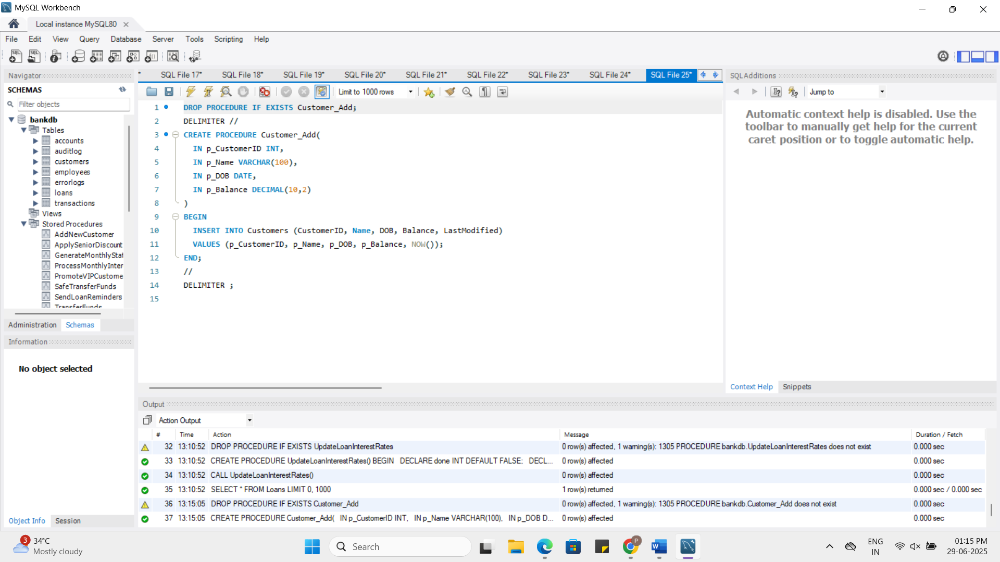 MySQL Workbench
Local instance MySQL80
File Edit View Query Database Server Tools Scripting Help
Navigator
SCHEMAS
Filter objects
bankdb
Tables
accounts
auditlog
customers
employees
errorlogs
loans
transactions
Views
Stored Procedures
AddNewCustomer
ApplySeniorDiscount
GenerateMonthlyStat
ProcessMonthlyInter
PromoteVIPCustome
SafeTransferFunds
SendLoanReminders
TransferFunds
Administration Schemas
Information
No object selected
Object Info Session
* SQL File 17* SQL File 18* SQL File 19* SQL File 20* SQL File 21* SQL File 22* SQL File 23* SQL File 24* SQL File 25*
Limit to 1000 rows
1 DROP PROCEDURE IF EXISTS Customer_Add;
2 DELIMITER //
3 CREATE PROCEDURE Customer_Add(
4 IN p_CustomerID INT,
5 IN p_Name VARCHAR(100),
6 IN p_DOB DATE,
7 IN p_Balance DECIMAL(10,2)
8 )
9 BEGIN
10 INSERT INTO Customers (CustomerID, Name, DOB, Balance, LastModified)
11 VALUES (p_CustomerID, p_Name, p_DOB, p_Balance, NOW());
12 END;
13 //
14 DELIMITER ;
15
SQLAdditions
Jump to
Automatic context help is disabled. Use the
toolbar to manually get help for the current
caret position or to toggle automatic help.
Context Help Snippets
Output
Action Output
# Time Action Message Duration / Fetch
32 13:10:52 DROP PROCEDURE IF EXISTS UpdateLoanInterestRates 0 row(s) affected, 1 warning(s): 1305 PROCEDURE bankdb.UpdateLoanInterestRates does not exist 0.000 sec
33 13:10:52 CREATE PROCEDURE UpdateLoanInterestRates() BEGIN DECLARE done INT DEFAULT FALSE; DECL... 0 row(s) affected 0.000 sec
34 13:10:52 CALL UpdateLoanInterestRates() 0 row(s) affected 0.000 sec
35 13:10:52 SELECT * FROM Loans LIMIT 0, 1000 1 row(s) returned 0.000 sec / 0.000 sec
36 13:15:05 DROP PROCEDURE IF EXISTS Customer_Add 0 row(s) affected, 1 warning(s): 1305 PROCEDURE bankdb.Customer_Add does not exist 0.000 sec
37 13:15:05 CREATE PROCEDURE Customer_Add( IN p_CustomerID INT, IN p_Name VARCHAR(100), IN p_DOB D... 0 row(s) affected 0.000 sec
3
34°C
Mostly cloudy
Search
ENG
IN
01:15 PM
29-06-2025